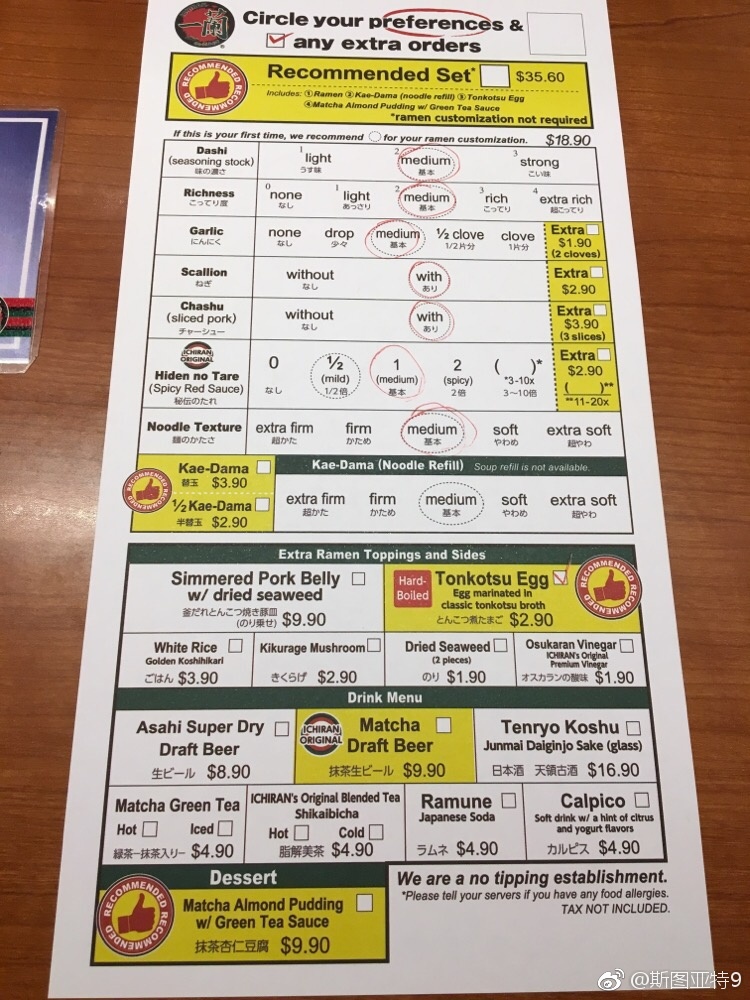 一蘭
Circle your preferences &
any extra orders
RECOMMENDED RECOMMENDED
Recommended Set* $35.60
Includes: ①Ramen ②Kae-Dama (noodle refill) ③Tonkotsu Egg
④Matcha Almond Pudding w/ Green Tea Sauce
*ramen customization not required
If this is your first time, we recommend for your ramen customization. $18.90
Dashi
(seasoning stock)
味の濃さ
1 light
うす味
2 medium
基本
3 strong
こい味
Richness
こってり度
0 none
なし
1 light
あっさり
2 medium
基本
3 rich
こってり
4 extra rich
超こってり
Garlic
にんにく
none
なし
drop
少々
medium
基本
½ clove
1/2片分
clove
1片分
Extra
$1.90
(2 cloves)
Scallion
ねぎ
without
なし
with
あり
Extra
$2.90
Chashu
(sliced pork)
チャーシュー
without
なし
with
あり
Extra
$3.90
(3 slices)
ICHIRAN ORIGINAL
Hiden no Tare
(Spicy Red Sauce)
秘伝のたれ
0
なし
½
(mild)
1/2倍
1
(medium)
基本
2
(spicy)
2倍
( )*
*3-10x
3〜10倍
Extra
$2.90
( )**
**11-20x
Noodle Texture
麺のかたさ
extra firm
超かた
firm
かため
medium
基本
soft
やわめ
extra soft
超やわ
RECOMMENDED RECOMMENDED
Kae-Dama
替玉 $3.90
½ Kae-Dama
半替玉 $2.90
Kae-Dama (Noodle Refill) Soup refill is not available.
extra firm
超かた
firm
かため
medium
基本
soft
やわめ
extra soft
超やわ
Extra Ramen Toppings and Sides
Simmered Pork Belly
w/ dried seaweed
釜だれとんこつ焼き豚皿
(のり乗せ) $9.90
Hard-
Boiled
Tonkotsu Egg
Egg marinated in
classic tonkotsu broth
とんこつ煮たまご $2.90
RECOMMENDED RECOMMENDED
White Rice
Golden Koshihikari
ごはん $3.90
Kikurage Mushroom
きくらげ $2.90
Dried Seaweed
(2 pieces)
のり $1.90
Osukaran Vinegar
ICHIRAN's Original
Premium Vinegar
オスカランの酸味 $1.90
Drink Menu
Asahi Super Dry
Draft Beer
生ビール $8.90
ICHIRAN ORIGINAL
Matcha
Draft Beer
抹茶生ビール $9.90
Tenryo Koshu
Junmai Daiginjo Sake (glass)
日本酒 天領古酒 $16.90
Matcha Green Tea
Hot Iced
緑茶ー抹茶入りー $4.90
ICHIRAN's Original Blended Tea
Shikaibicha
Hot Cold
脂解美茶 $4.90
Ramune
Japanese Soda
ラムネ $4.90
Calpico
Soft drink w/ a hint of citrus
and yogurt flavors
カルピス $4.90
Dessert
RECOMMENDED RECOMMENDED
Matcha Almond Pudding
w/ Green Tea Sauce
抹茶杏仁豆腐 $9.90
We are a no tipping establishment.
*Please tell your servers if you have any food allergies.
TAX NOT INCLUDED.
@斯图亚特9